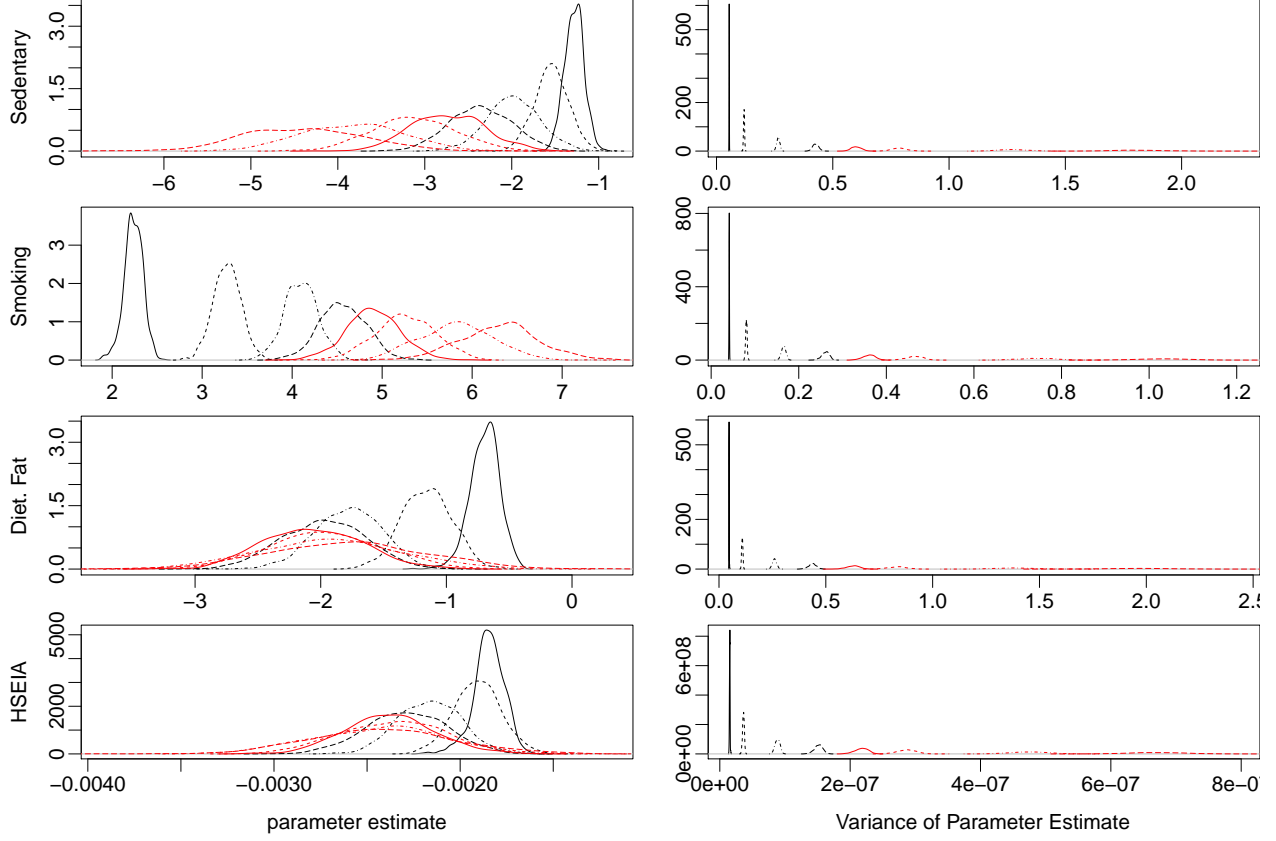 Sedentary
0.0 1.5 3.0
−6 −5 −4 −3 −2 −1
0 200 500
0.0 0.5 1.0 1.5 2.0
Smoking
0 1 2 3
2 3 4 5 6 7
0 400 800
0.0 0.2 0.4 0.6 0.8 1.0 1.2
Diet. Fat
0.0 1.5 3.0
−3 −2 −1 0
0 200 500
0.0 0.5 1.0 1.5 2.0
HSEIA
0 2000 5000
−0.0040 −0.0030 −0.0020
parameter estimate
0e+00 6e+08
0e+00 2e−07 4e−07 6e−07
Variance of Parameter Estimate